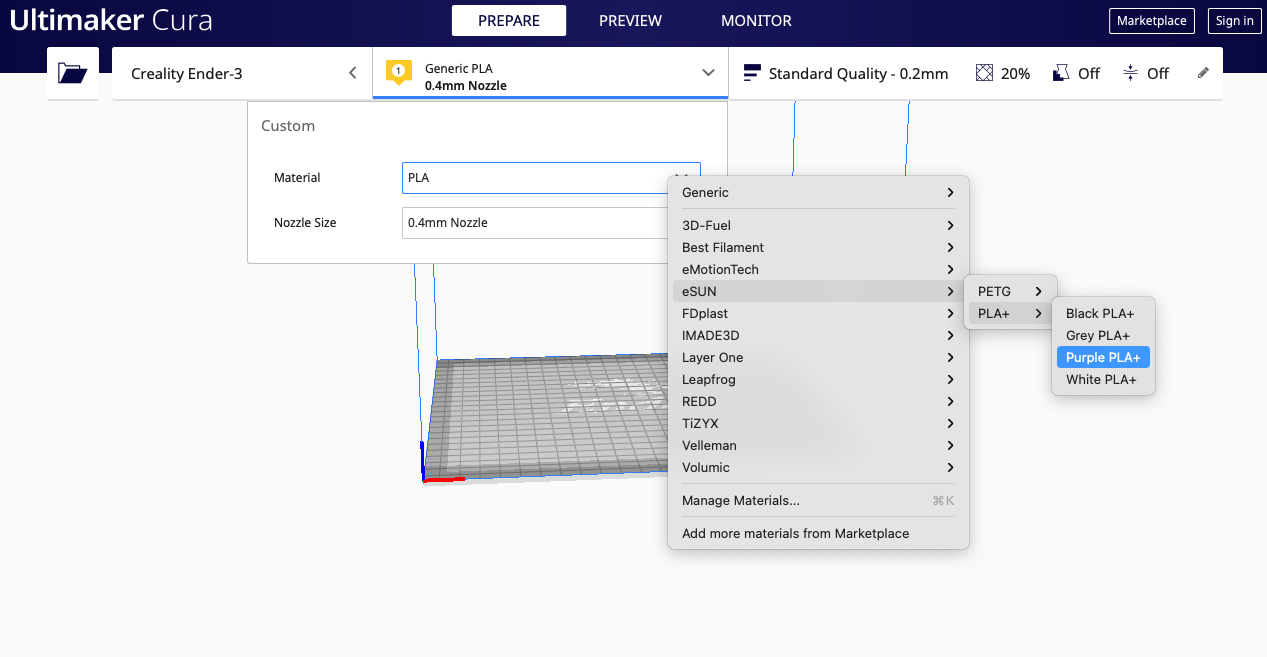 Ultimaker Cura
PREPARE
PREVIEW
MONITOR
Marketplace
Sign in
Creality Ender-3
1
Generic PLA
0.4mm Nozzle
Standard Quality - 0.2mm
20%
Off
Off
Custom
Material
PLA
Nozzle Size
0.4mm Nozzle
Generic
3D-Fuel
Best Filament
eMotionTech
eSUN
FDplast
IMADE3D
Layer One
Leapfrog
REDD
TiZYX
Velleman
Volumic
Manage Materials... ⌘K
Add more materials from Marketplace
PETG
PLA+
Black PLA+
Grey PLA+
Purple PLA+
White PLA+